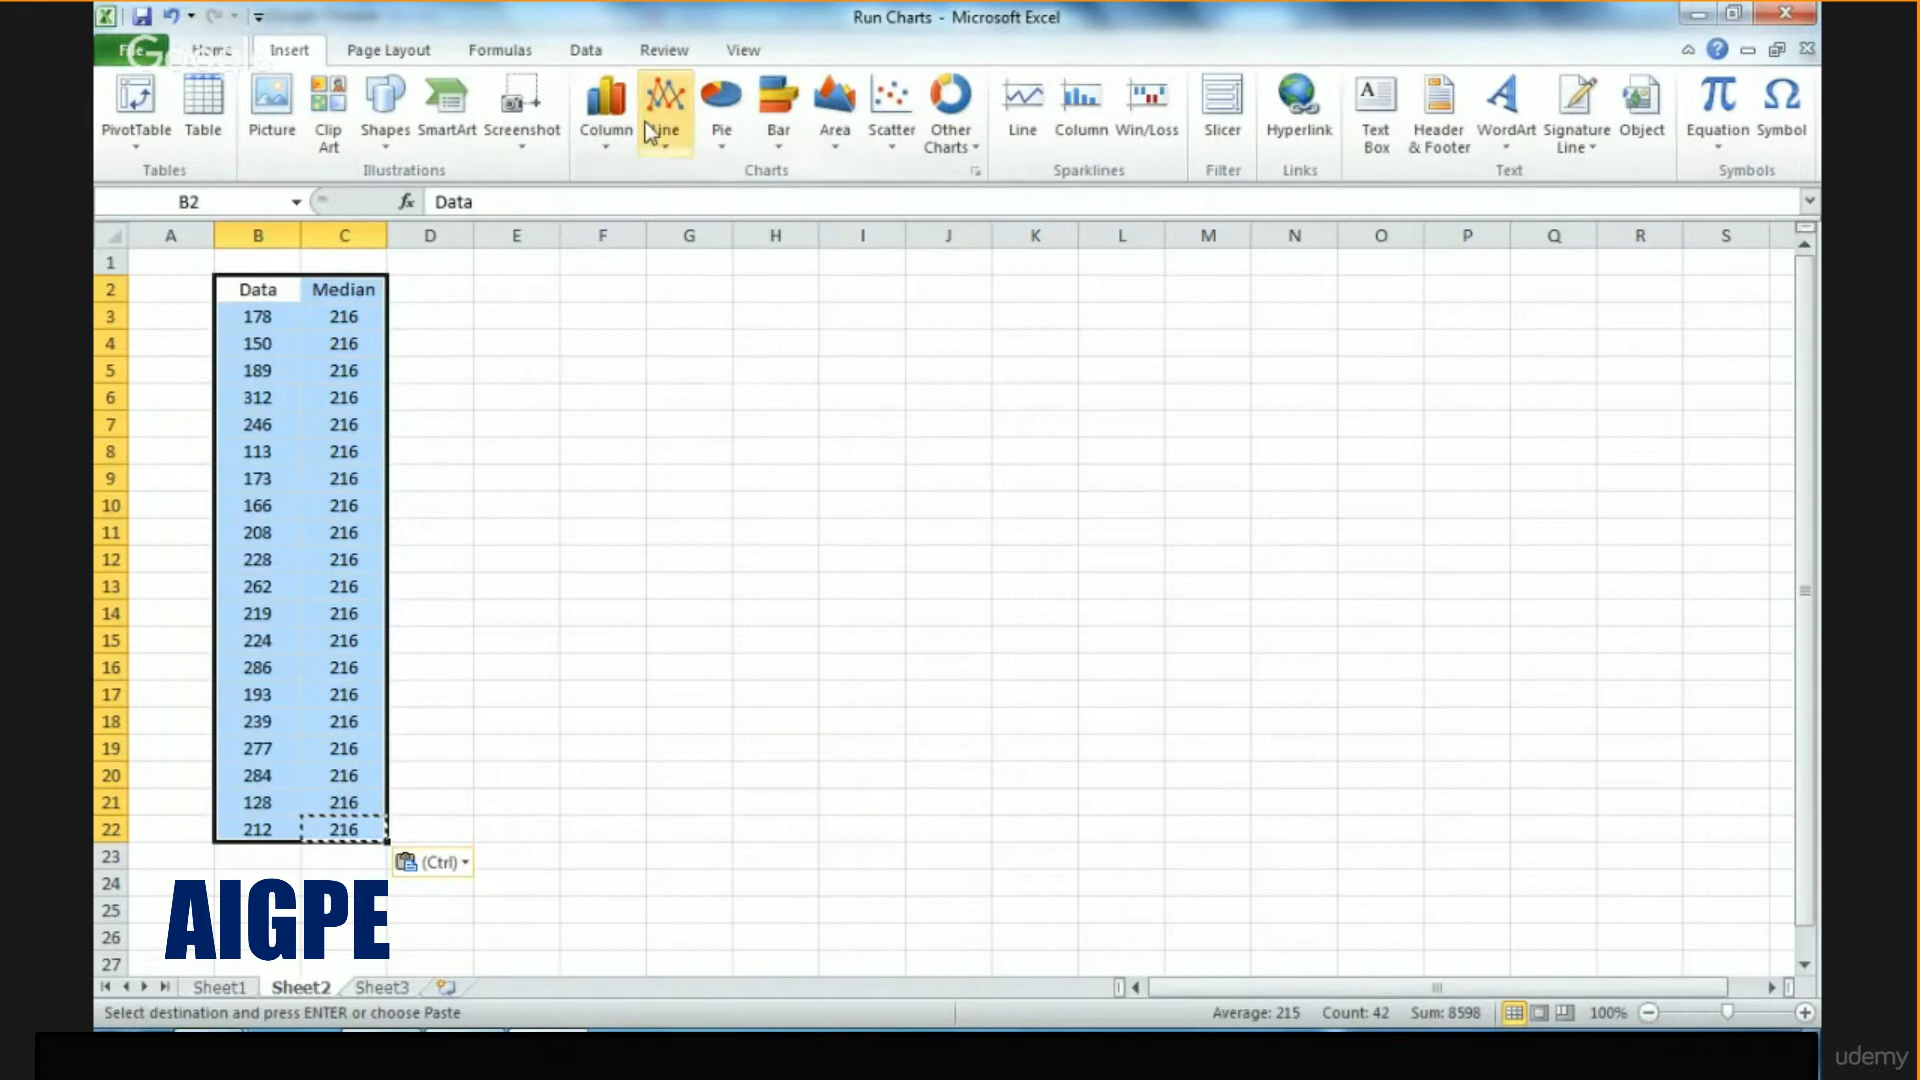 Run Charts - Microsoft Excel
File Home Insert Page Layout Formulas Data Review View
Google
PivotTable Table Picture Clip Art Shapes SmartArt Screenshot Column Line Pie Bar Area Scatter Other Charts Line Column Win/Loss Slicer Hyperlink Text Box Header & Footer WordArt Signature Line Object Equation Symbol
Tables Illustrations Charts Sparklines Filter Links Text Symbols
B2 fx Data
A B C D E F G H I J K L M N O P Q R S
1
2 Data Median
3 178 216
4 150 216
5 189 216
6 312 216
7 246 216
8 113 216
9 173 216
10 166 216
11 208 216
12 228 216
13 262 216
14 219 216
15 224 216
16 286 216
17 193 216
18 239 216
19 277 216
20 284 216
21 128 216
22 212 216
23 (Ctrl)
24
25
26
27
AIGPE
Sheet1 Sheet2 Sheet3
Select destination and press ENTER or choose Paste Average: 215 Count: 42 Sum: 8598 100%
udemy